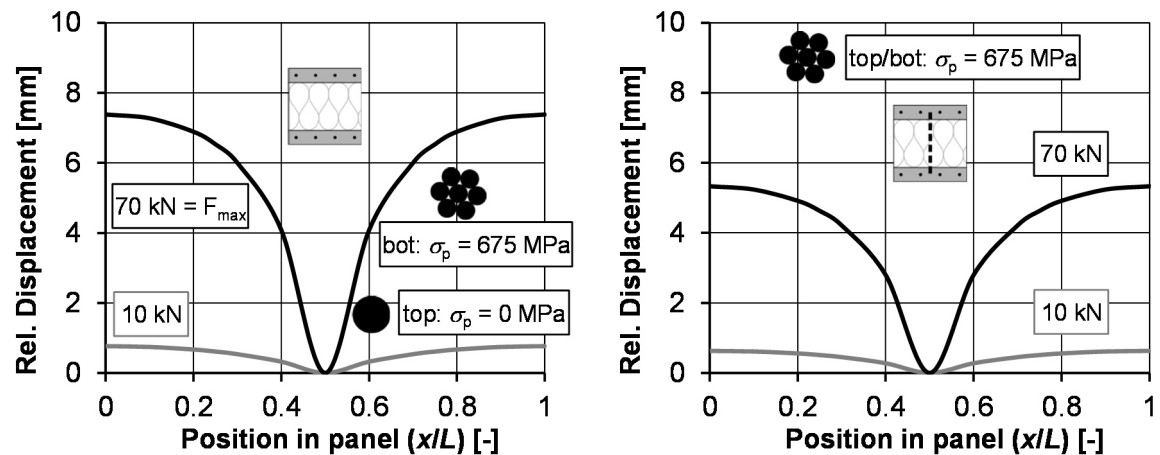 10
8
6
4
2
0
Rel. Displacement [mm]
70 kN = Fmax
10 kN
bot: σp = 675 MPa
top: σp = 0 MPa
0 0.2 0.4 0.6 0.8 1
Position in panel (x/L) [-]
10
8
6
4
2
0
Rel. Displacement [mm]
top/bot: σp = 675 MPa
70 kN
10 kN
0 0.2 0.4 0.6 0.8 1
Position in panel (x/L) [-]